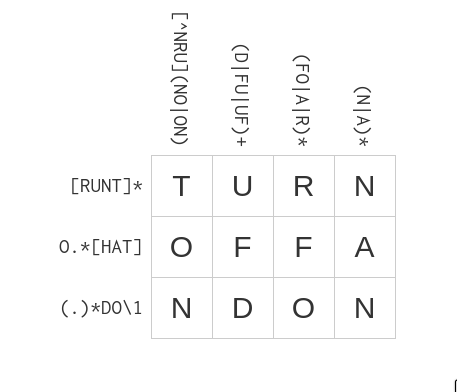 [^NRU](NO|ON)
(D|FU|UF)+
(FO|A|R)*
(N|A)*
[RUNT]* T U R N
O.*[HAT] O F F A
(.)*DO\1 N D O N